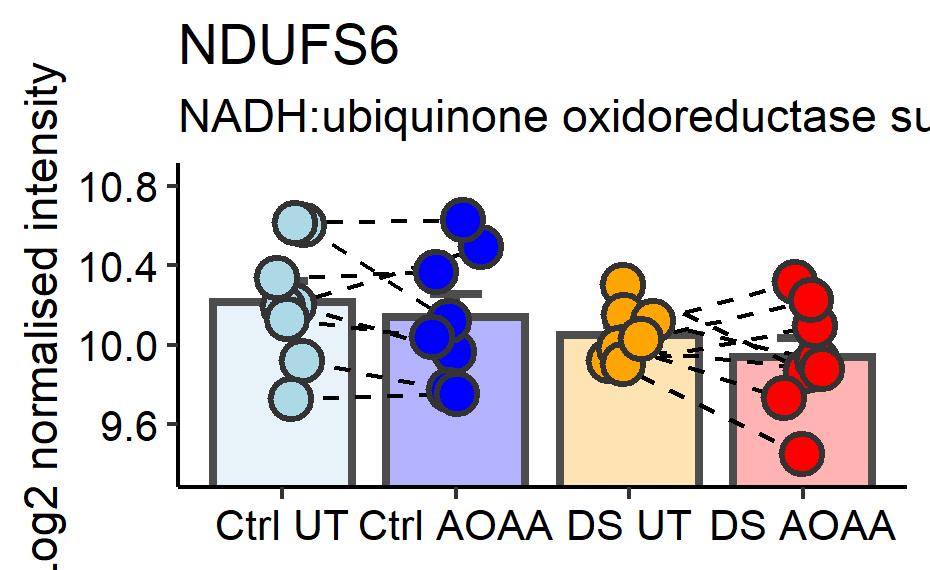 NDUFS6
NADH:ubiquinone oxidoreductase su
.og2 normalised intensity
10.8
10.4
10.0
9.6
Ctrl UT Ctrl AOAA DS UT DS AOAA